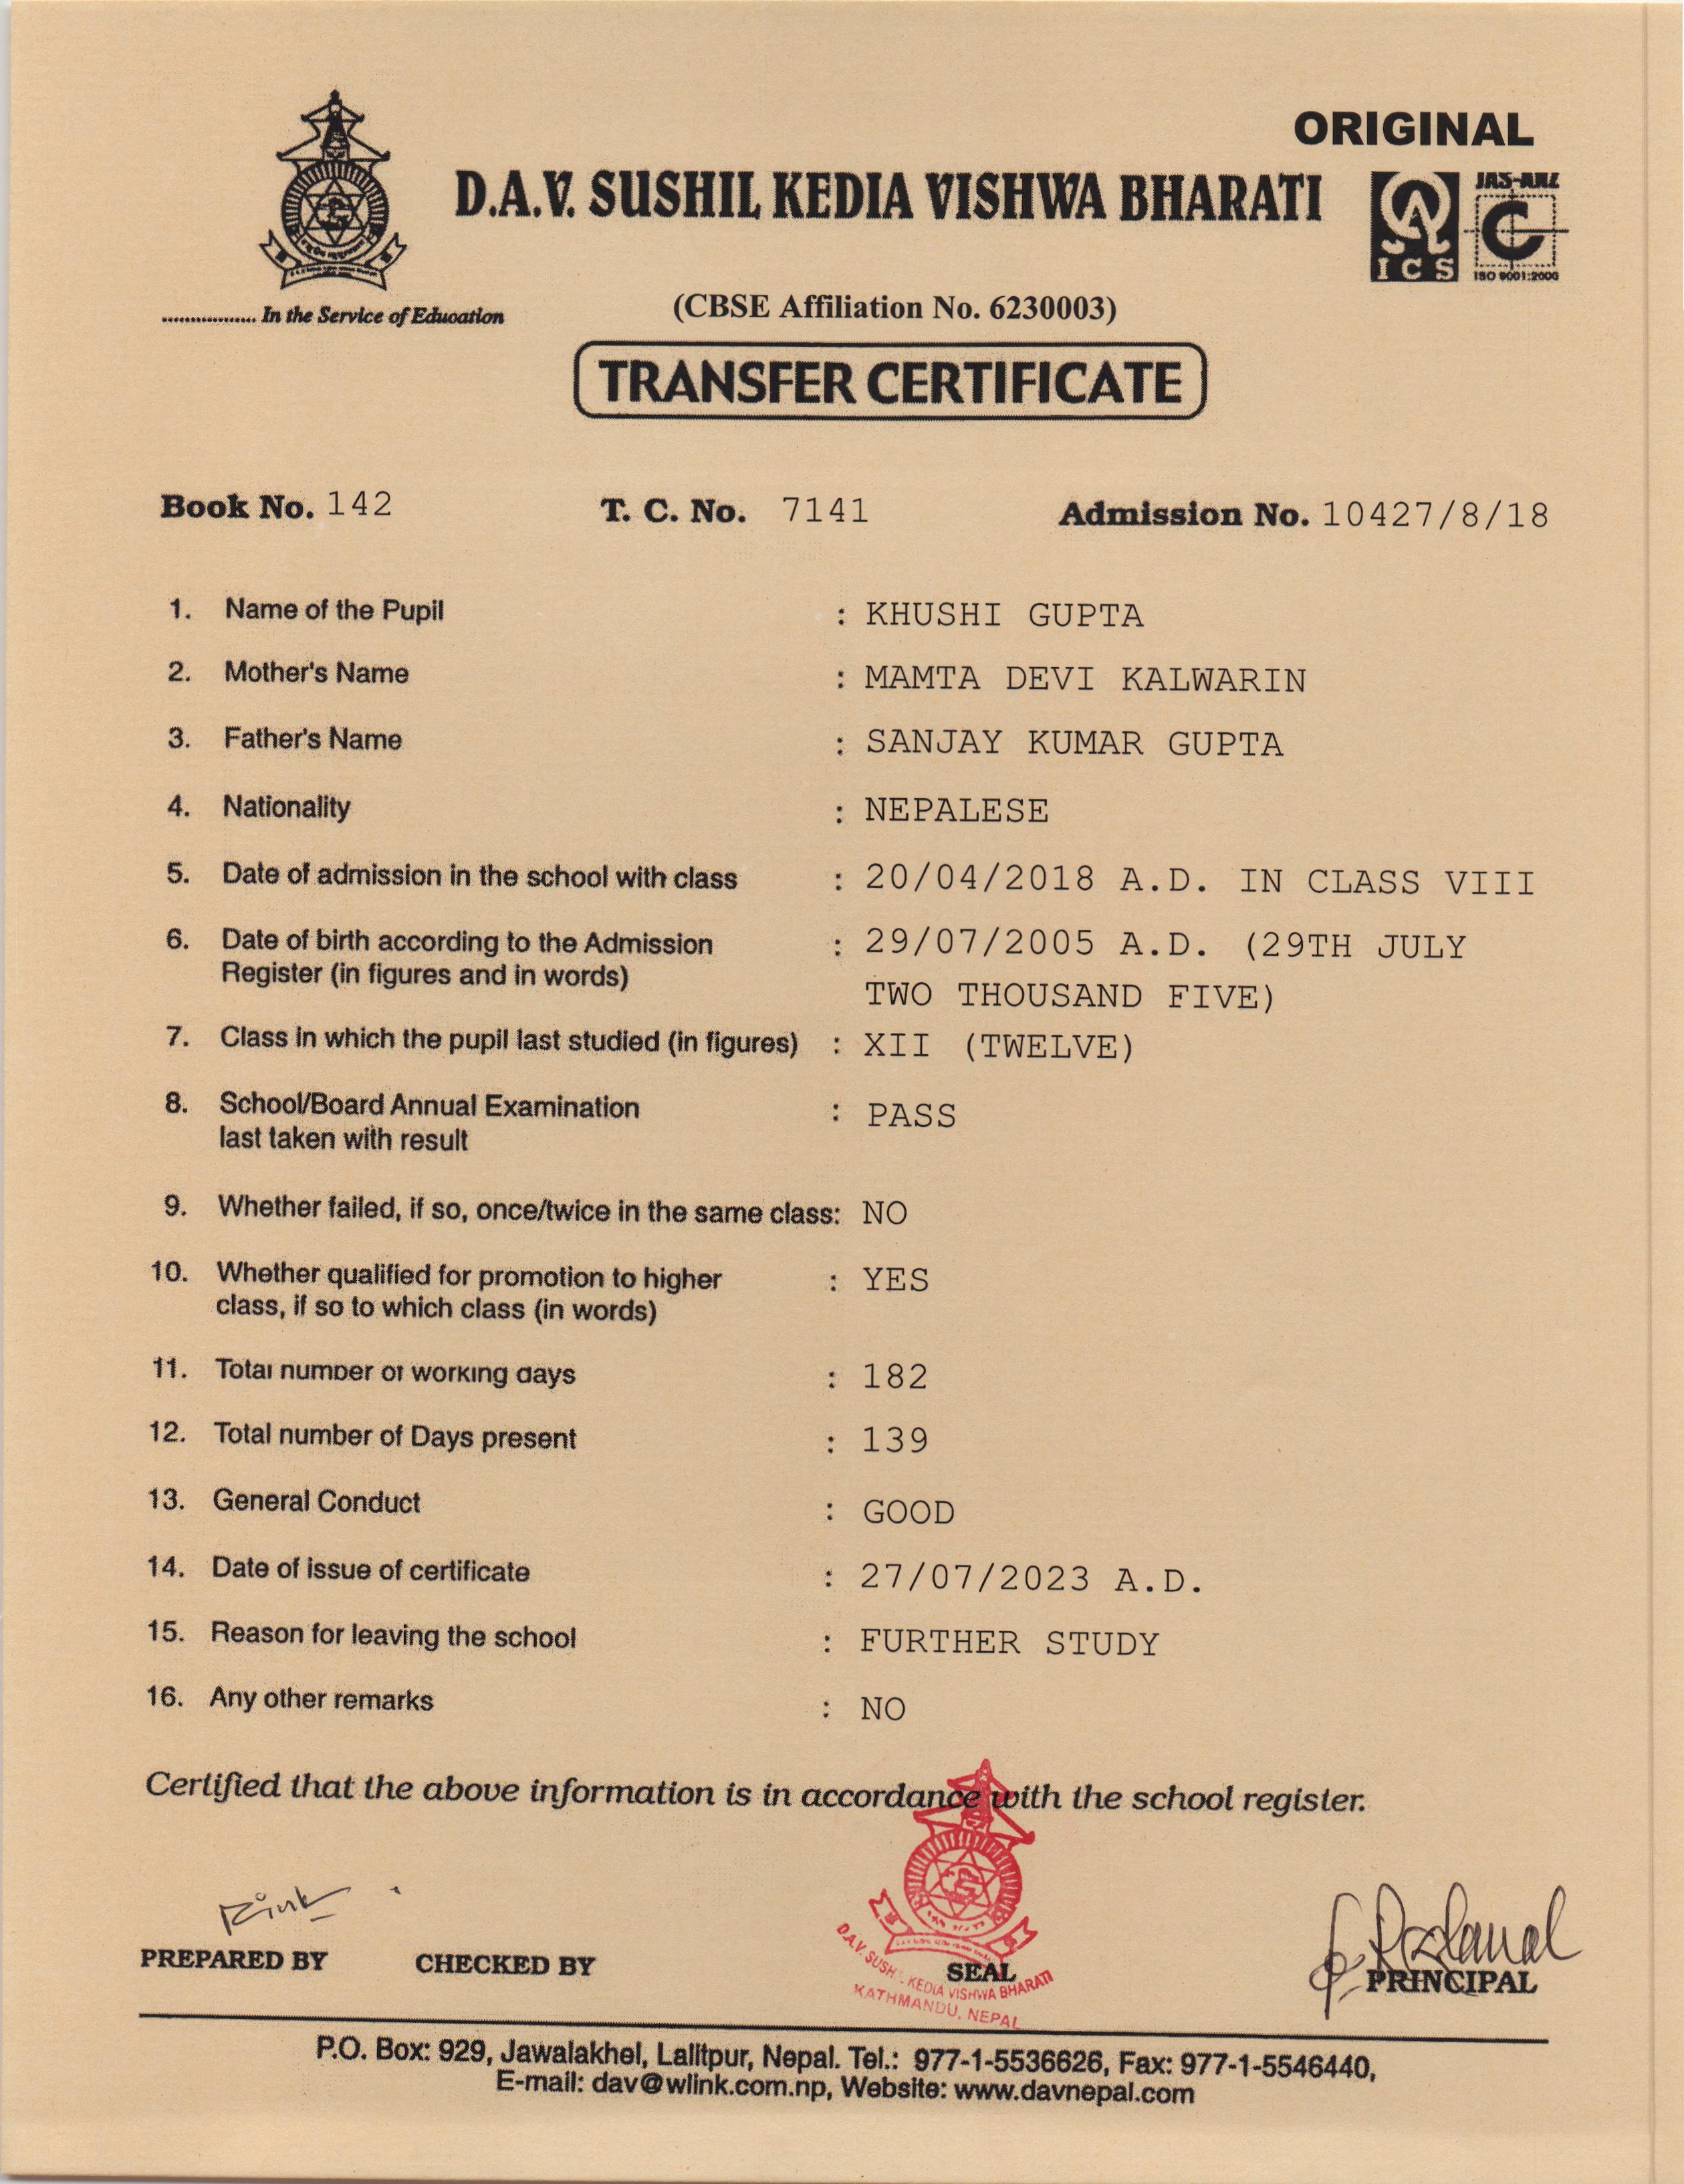 ORIGINAL
D.A.V. SUSHIL KEDIA VISHWA BHARATI
JAS-ANZ
ICS
ISO 9001:2000
................. In the Service of Education
(CBSE Affiliation No. 6230003)
TRANSFER CERTIFICATE
Book No. 142 T. C. No. 7141 Admission No. 10427/8/18
1. Name of the Pupil : KHUSHI GUPTA
2. Mother's Name : MAMTA DEVI KALWARIN
3. Father's Name : SANJAY KUMAR GUPTA
4. Nationality : NEPALESE
5. Date of admission in the school with class : 20/04/2018 A.D. IN CLASS VIII
6. Date of birth according to the Admission : 29/07/2005 A.D. (29TH JULY
Register (in figures and in words) TWO THOUSAND FIVE)
7. Class in which the pupil last studied (in figures) : XII (TWELVE)
8. School/Board Annual Examination : PASS
last taken with result
9. Whether failed, if so, once/twice in the same class: NO
10. Whether qualified for promotion to higher : YES
class, if so to which class (in words)
11. Total number of working days : 182
12. Total number of Days present : 139
13. General Conduct : GOOD
14. Date of issue of certificate : 27/07/2023 A.D.
15. Reason for leaving the school : FURTHER STUDY
16. Any other remarks : NO
Certified that the above information is in accordance with the school register.
PREPARED BY CHECKED BY SEAL PRINCIPAL
D.A.V. SUSHIL KEDIA VISHWA BHARATI
KATHMANDU, NEPAL
P.O. Box: 929, Jawalakhel, Lalitpur, Nepal. Tel.: 977-1-5536626, Fax: 977-1-5546440,
E-mail: dav@wlink.com.np, Website: www.davnepal.com